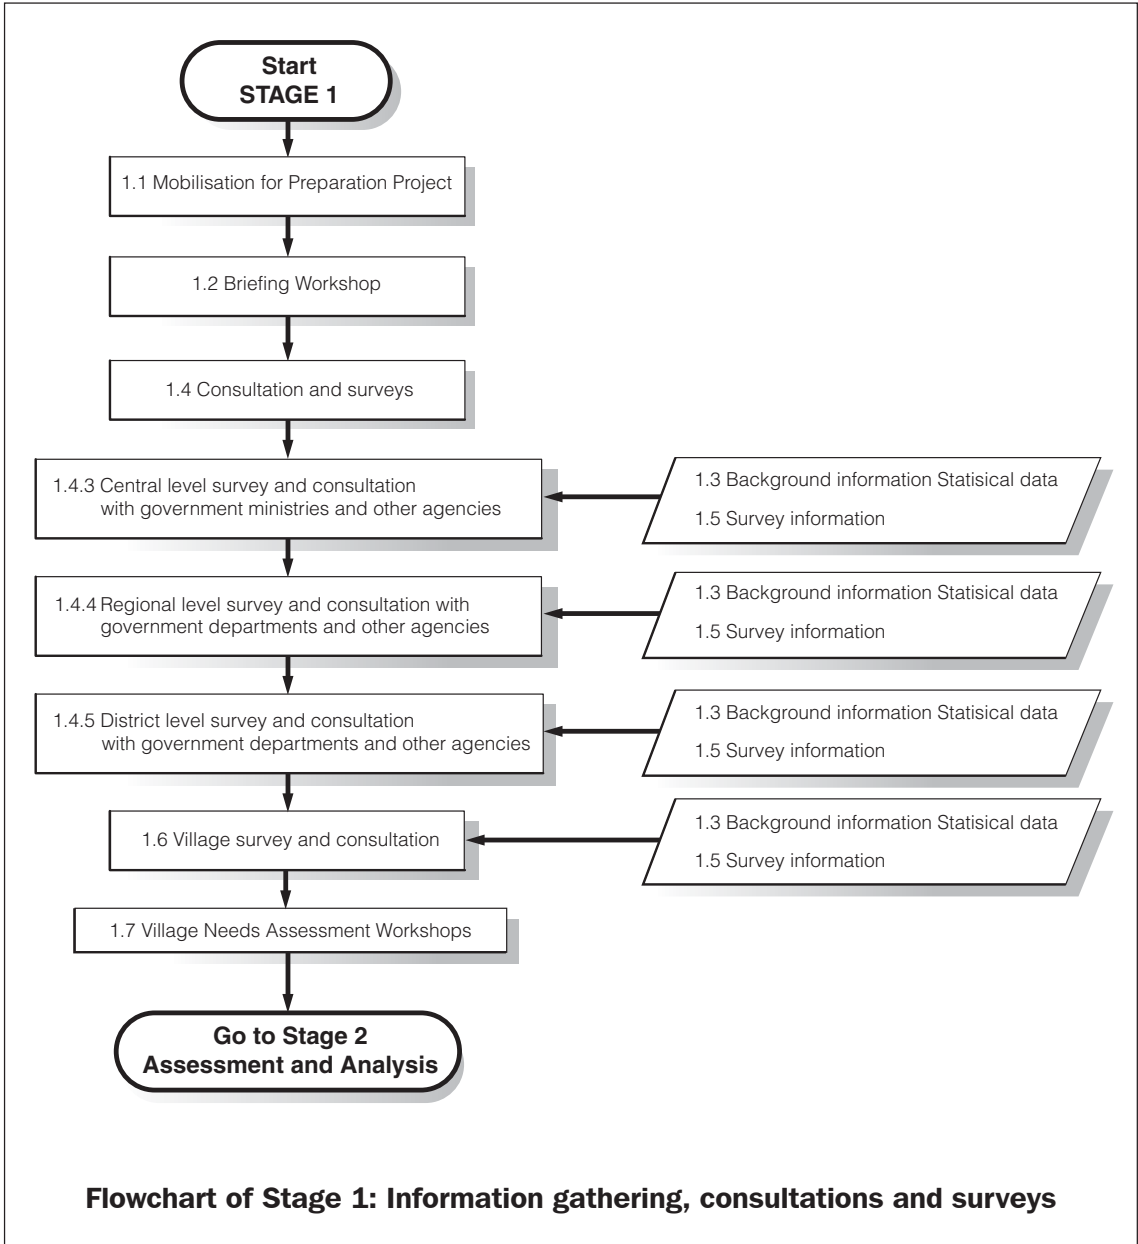 Start
STAGE 1
1.1 Mobilisation for Preparation Project
1.2 Briefing Workshop
1.4 Consultation and surveys
1.4.3 Central level survey and consultation
with government ministries and other agencies
1.3 Background information Statisical data
1.5 Survey information
1.4.4 Regional level survey and consultation with
government departments and other agencies
1.3 Background information Statisical data
1.5 Survey information
1.4.5 District level survey and consultation
with government departments and other agencies
1.3 Background information Statisical data
1.5 Survey information
1.6 Village survey and consultation
1.3 Background information Statisical data
1.5 Survey information
1.7 Village Needs Assessment Workshops
Go to Stage 2
Assessment and Analysis
Flowchart of Stage 1: Information gathering, consultations and surveys